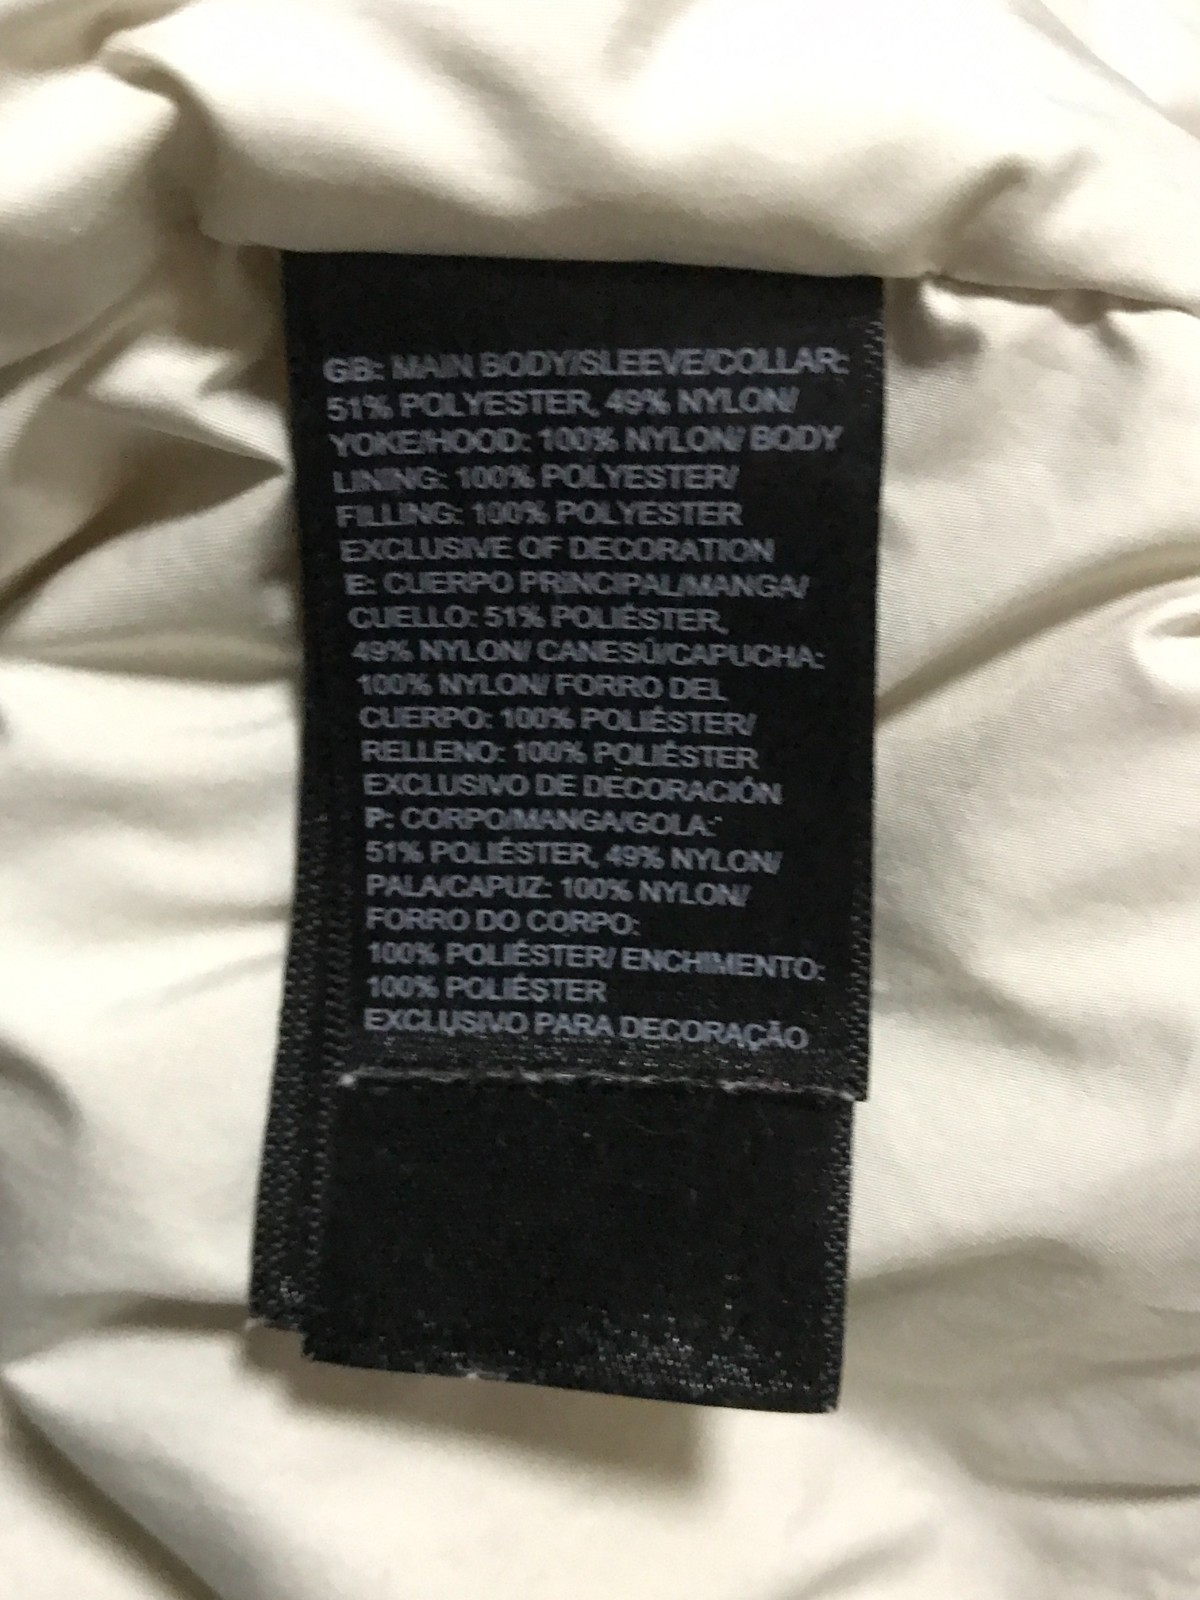 GB: MAIN BODY/SLEEVE/COLLAR:
51% POLYESTER, 49% NYLON/
YOKE/HOOD: 100% NYLON/ BODY
LINING: 100% POLYESTER/
FILLING: 100% POLYESTER
EXCLUSIVE OF DECORATION
E: CUERPO PRINCIPAL/MANGA/
CUELLO: 51% POLIÉSTER,
49% NYLON/ CANESÚ/CAPUCHA:
100% NYLON/ FORRO DEL
CUERPO: 100% POLIÉSTER/
RELLENO: 100% POLIÉSTER
EXCLUSIVO DE DECORACIÓN
P: CORPO/MANGA/GOLA:
51% POLIÉSTER, 49% NYLON/
PALA/CAPUZ: 100% NYLON/
FORRO DO CORPO:
100% POLIÉSTER/ ENCHIMENTO:
100% POLIÉSTER
EXCLUSIVO PARA DECORAÇÃO